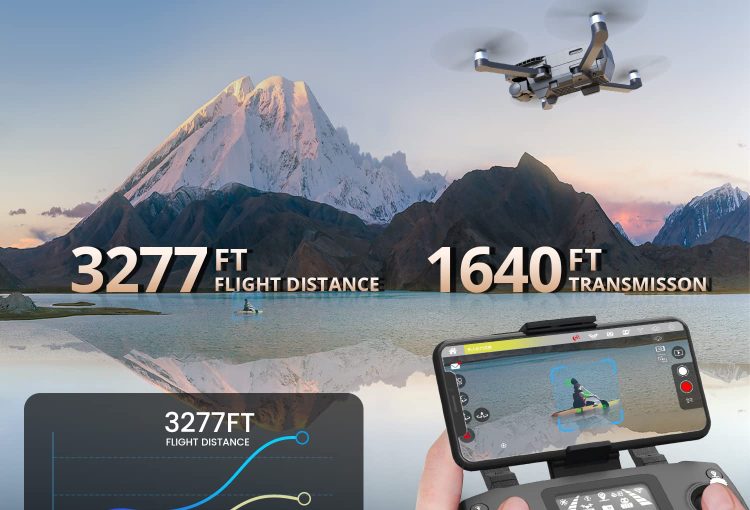 3277 FT
FLIGHT DISTANCE
1640 FT
TRANSMISSON
3277FT
FLIGHT DISTANCE